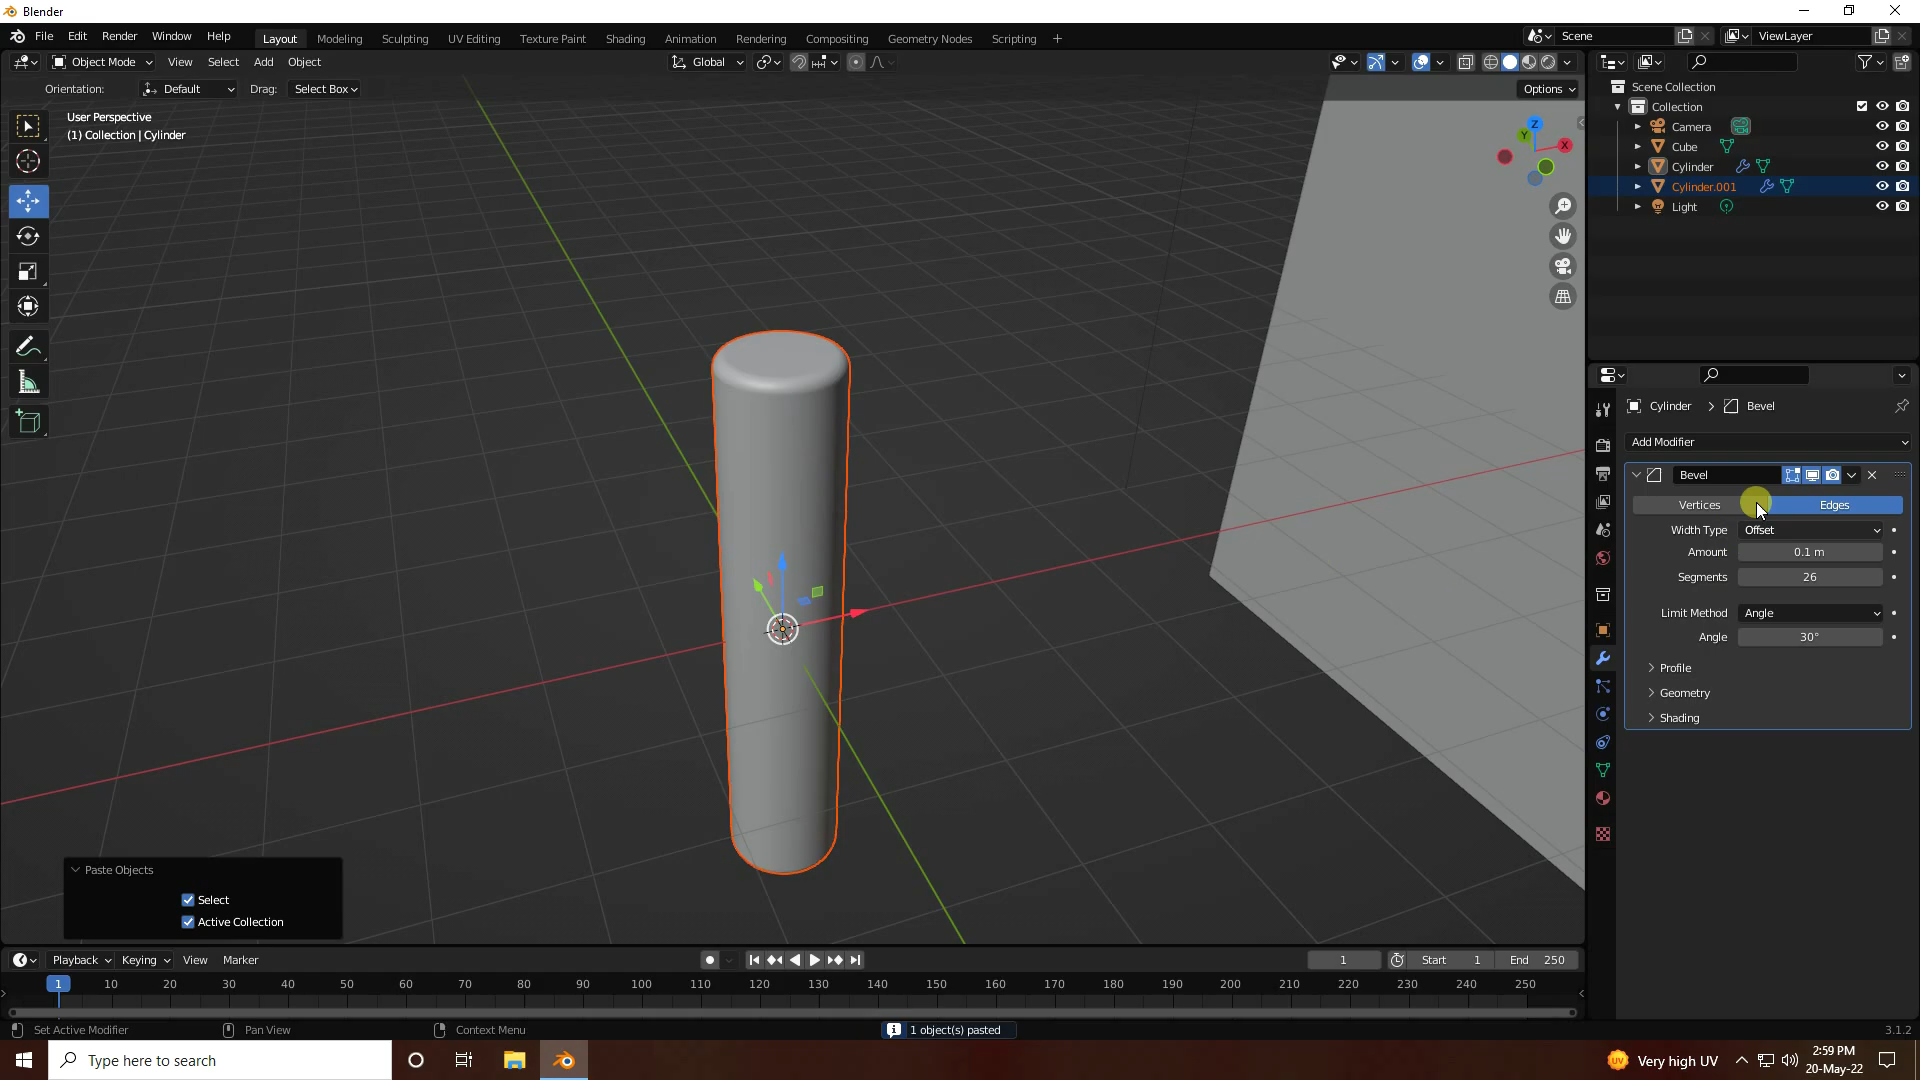 Blender
File Edit Render Window Help Layout Modeling Sculpting UV Editing Texture Paint Shading Animation Rendering Compositing Geometry Nodes Scripting + Scene ViewLayer
Object Mode View Select Add Object Global
Orientation: Default Drag: Select Box Options
User Perspective
(1) Collection | Cylinder
Z
Y
X
Scene Collection
Collection
Camera
Cube
Cylinder
Cylinder.001
Light
Cylinder > Bevel
Add Modifier
Bevel
Vertices Edges
Width Type Offset
Amount 0.1 m
Segments 26
Limit Method Angle
Angle 30°
Profile
Geometry
Shading
Paste Objects
Select
Active Collection
Playback Keying View Marker 1 Start 1 End 250
1 10 20 30 40 50 60 70 80 90 100 110 120 130 140 150 160 170 180 190 200 210 220 230 240 250
Set Active Modifier Pan View Context Menu 1 object(s) pasted 3.1.2
Type here to search
UV Very high UV
2:59 PM
20-May-22